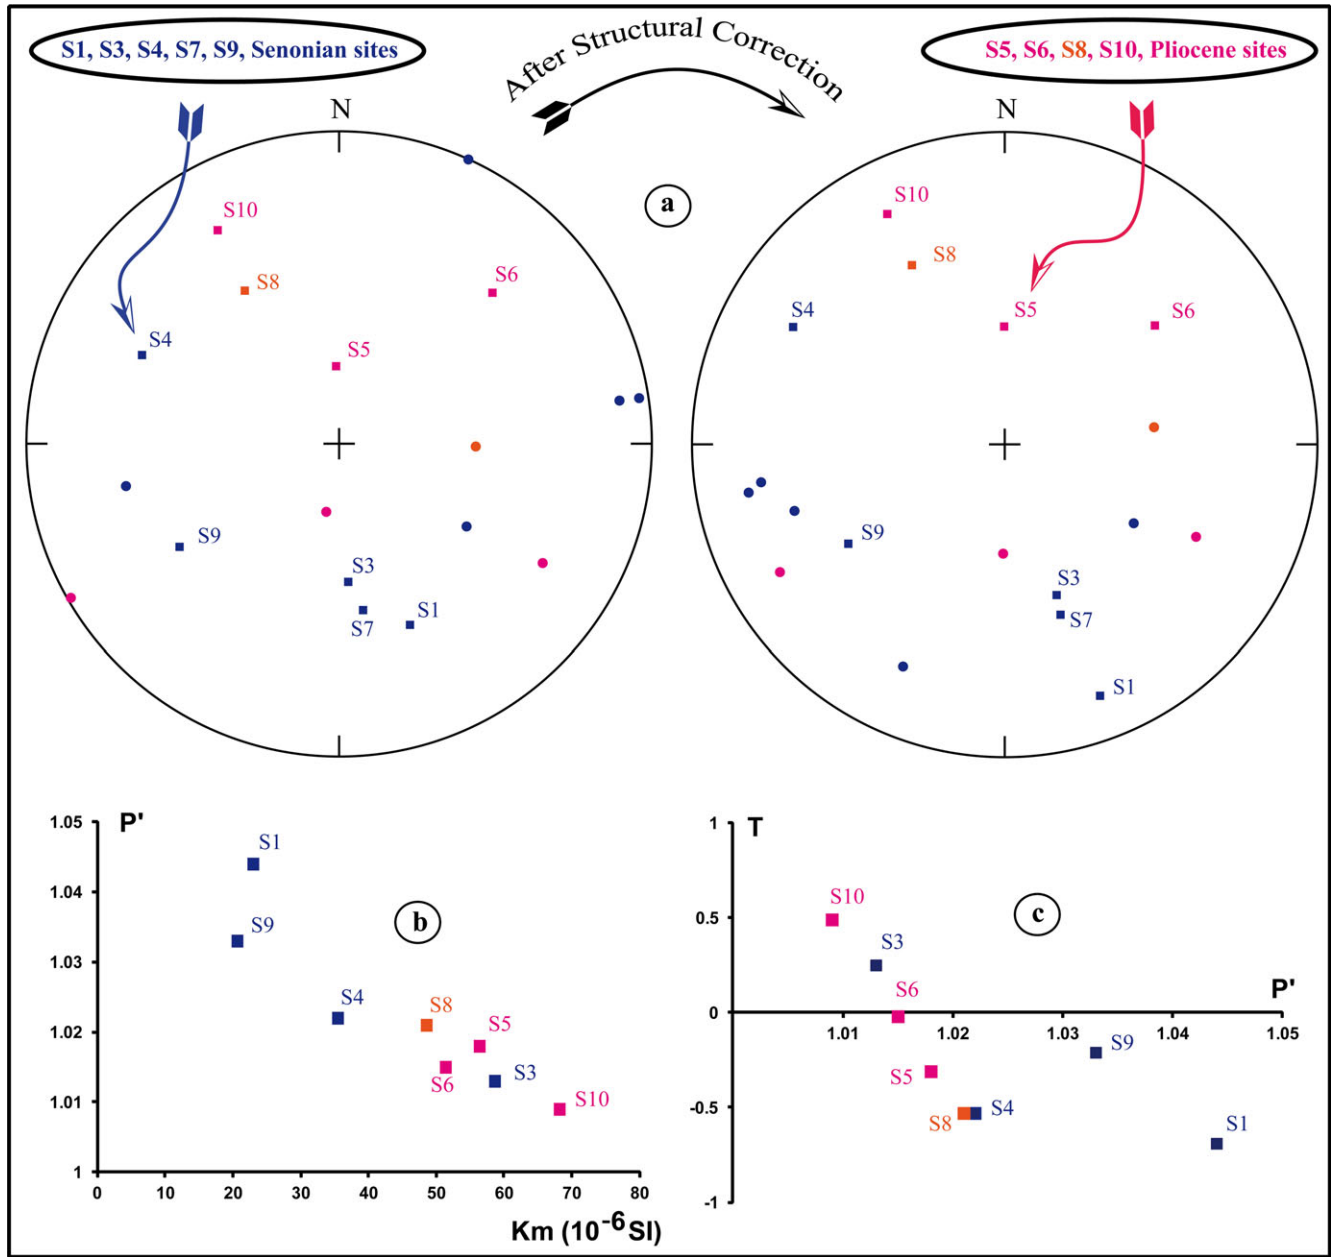 S1, S3, S4, S7, S9, Senonian sites
After Structural Correction
S5, S6, S8, S10, Pliocene sites
N
N
a
S10
S8
S6
S4
S5
S9
S3
S7
S1
S10
S8
S4
S5
S6
S9
S3
S7
S1
1.05
P'
S1
1.04
b
S9
1.03
S4
S8
1.02
S5
S6
S3
1.01
S10
1
0 10 20 30 40 50 60 70 80
Km (10-6SI)
1
T
S10
c
0.5
S3
S6
P'
0
1.01 1.02 1.03 1.04 1.05
S9
S5
-0.5
S8
S4
S1
-1